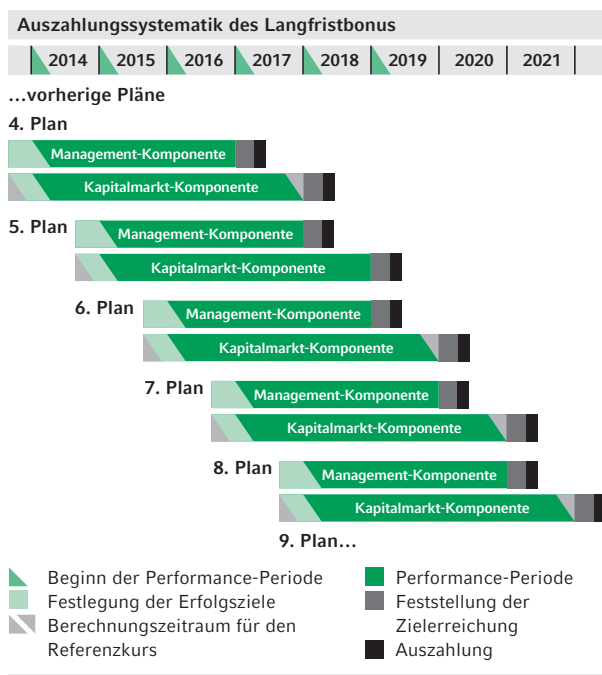 Auszahlungssystematik des Langfristbonus
2014 2015 2016 2017 2018 2019 2020 2021
...vorherige Pläne
4. Plan
Management-Komponente
Kapitalmarkt-Komponente
5. Plan
Management-Komponente
Kapitalmarkt-Komponente
6. Plan
Management-Komponente
Kapitalmarkt-Komponente
7. Plan
Management-Komponente
Kapitalmarkt-Komponente
8. Plan
Management-Komponente
Kapitalmarkt-Komponente
9. Plan...
Beginn der Performance-Periode
Festlegung der Erfolgsziele
Berechnungszeitraum für den
Referenzkurs
Performance-Periode
Feststellung der
Zielerreichung
Auszahlung